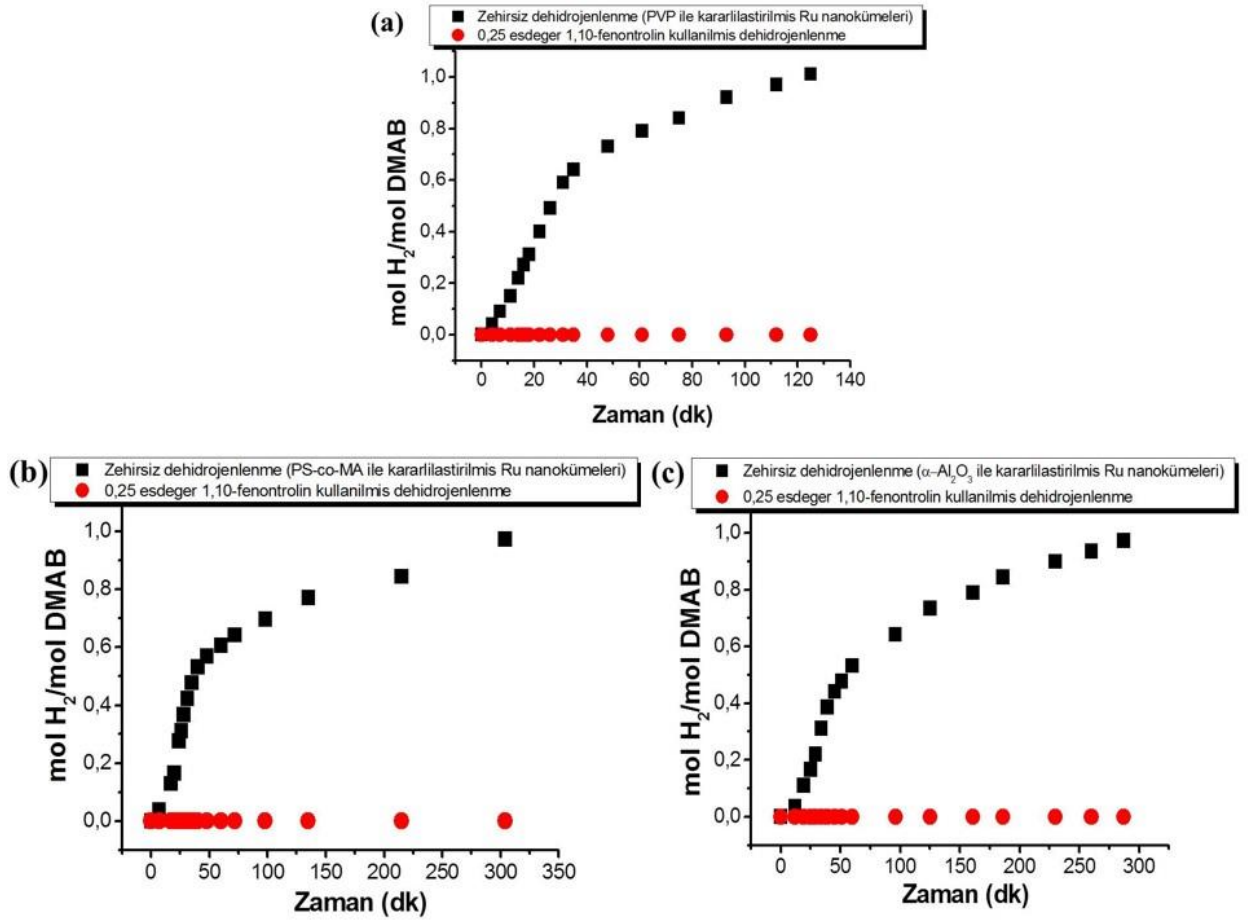 (a)
Zehirsiz dehidrojenlenme (PVP ile kararlilastirilmis Ru nanokümeleri)
0,25 esdeger 1,10-fenontrolin kullanilmis dehidrojenlenme
mol H₂/mol DMAB
1,0
0,8
0,6
0,4
0,2
0,0
0 20 40 60 80 100 120 140
Zaman (dk)
(b)
Zehirsiz dehidrojenlenme (PS-co-MA ile kararlilastirilmis Ru nanokümeleri)
0,25 esdeger 1,10-fenontrolin kullanilmis dehidrojenlenme
mol H₂/mol DMAB
1,0
0,8
0,6
0,4
0,2
0,0
0 50 100 150 200 250 300 350
Zaman (dk)
(c)
Zehirsiz dehidrojenlenme (α–Al₂O₃ ile kararlilastirilmis Ru nanokümeleri)
0,25 esdeger 1,10-fenontrolin kullanilmis dehidrojenlenme
mol H₂/mol DMAB
1,0
0,8
0,6
0,4
0,2
0,0
0 50 100 150 200 250 300
Zaman (dk)